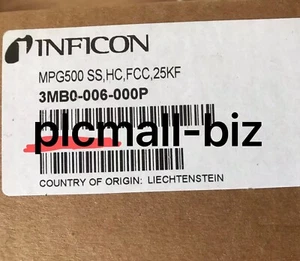 INFICON
MPG500 SS,HC,FCC,25KF
3MB0-006-000P
plcmall-biz
COUNTRY OF ORIGIN: LIECHTENSTEIN